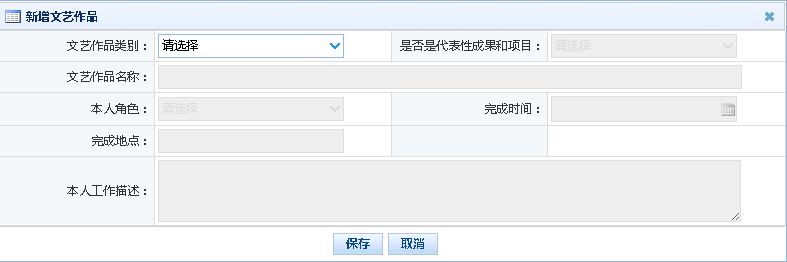 新增文艺作品
文艺作品类别： 请选择 是否是代表性成果和项目： 请选择
文艺作品名称：
本人角色： 请选择 完成时间：
完成地点：
本人工作描述：
保存 取消